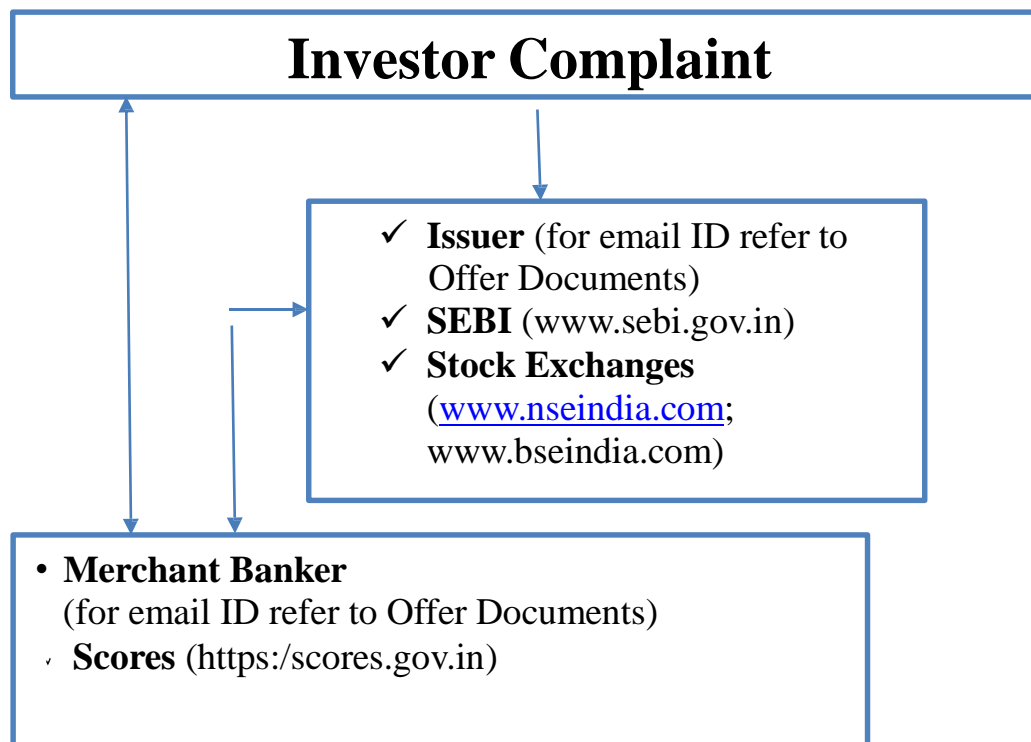 Investor Complaint
✓ Issuer (for email ID refer to
Offer Documents)
✓ SEBI (www.sebi.gov.in)
✓ Stock Exchanges
(www.nseindia.com;
www.bseindia.com)
• Merchant Banker
(for email ID refer to Offer Documents)
✓ Scores (https:/scores.gov.in)